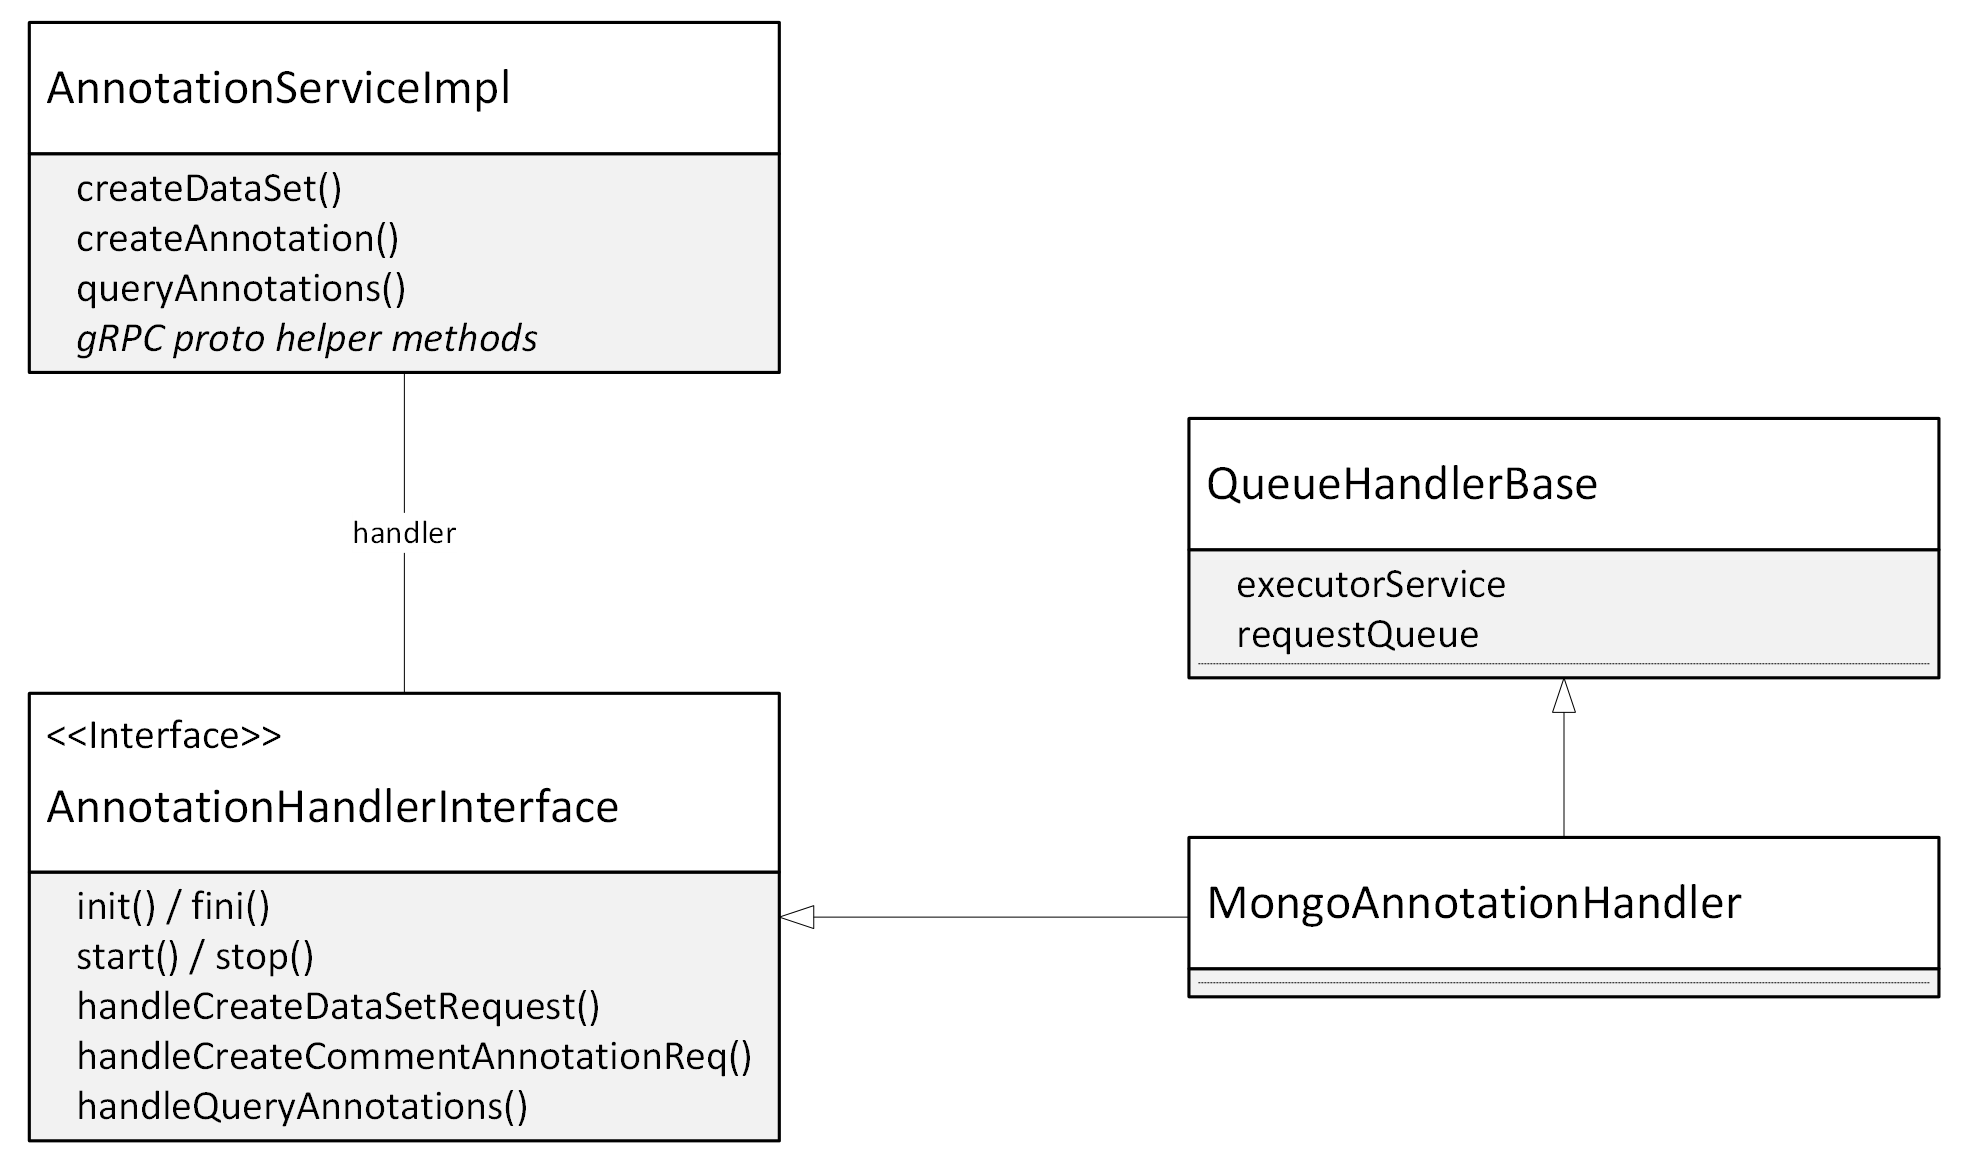 AnnotationServiceImpl
createDataSet()
createAnnotation()
queryAnnotations()
gRPC proto helper methods
handler
<<Interface>>
AnnotationHandlerInterface
init() / fini()
start() / stop()
handleCreateDataSetRequest()
handleCreateCommentAnnotationReq()
handleQueryAnnotations()
QueueHandlerBase
executorService
requestQueue
MongoAnnotationHandler